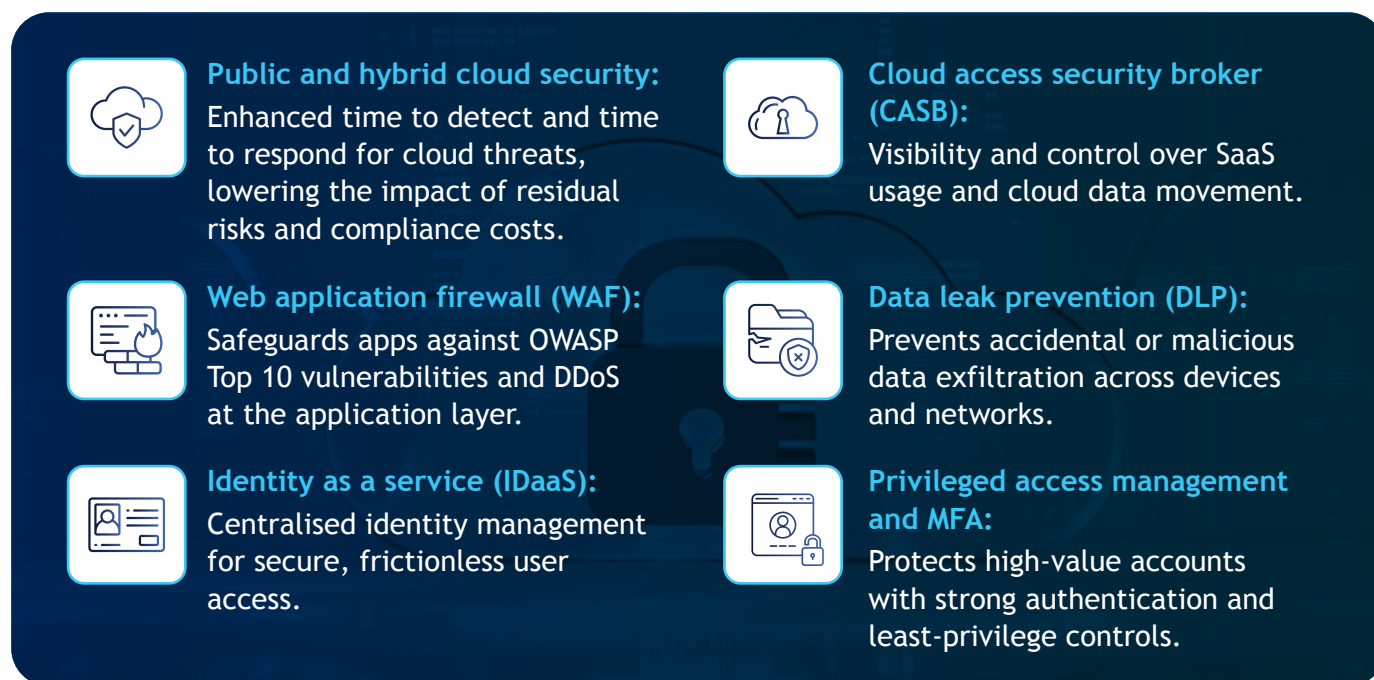 Public and hybrid cloud security:
Enhanced time to detect and time
to respond for cloud threats,
lowering the impact of residual
risks and compliance costs.
Cloud access security broker
(CASB):
Visibility and control over SaaS
usage and cloud data movement.
Web application firewall (WAF):
Safeguards apps against OWASP
Top 10 vulnerabilities and DDoS
at the application layer.
Data leak prevention (DLP):
Prevents accidental or malicious
data exfiltration across devices
and networks.
Identity as a service (IDaaS):
Centralised identity management
for secure, frictionless user
access.
Privileged access management
and MFA:
Protects high-value accounts
with strong authentication and
least-privilege controls.